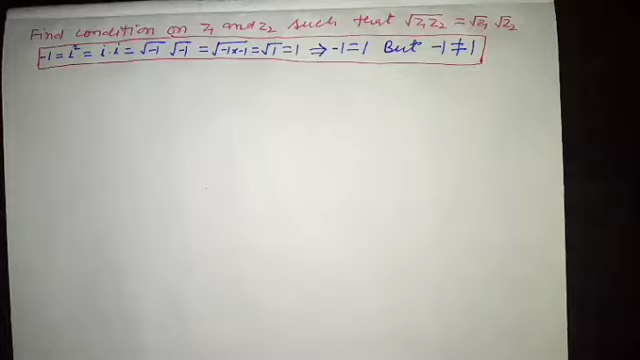 Find condition on z₁ and z₂ such that √z₁z₂ = √z₁ √z₂
-1 = i² = i·i = √-1 √-1 = √-1×-1 = √1 = 1 ⇒ -1 = 1 But -1 ≠ 1